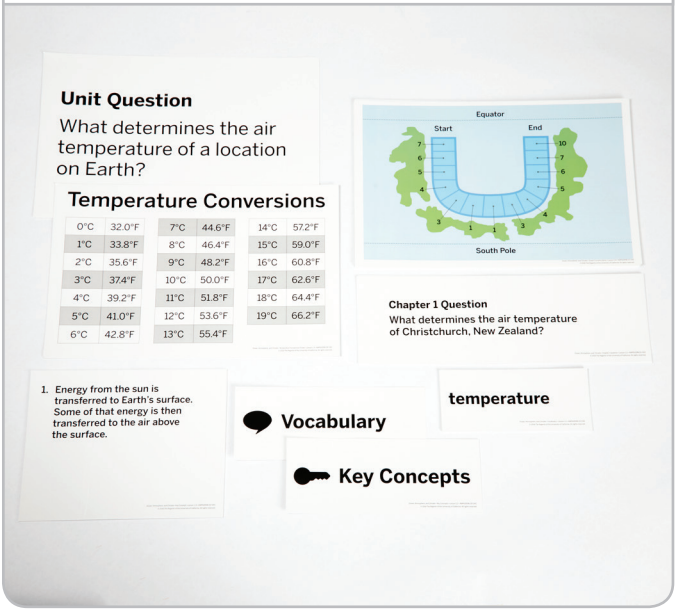 Unit Question
What determines the air
temperature of a location
on Earth?
Temperature Conversions
0°C 32.0°F
1°C 33.8°F
2°C 35.6°F
3°C 37.4°F
4°C 39.2°F
5°C 41.0°F
6°C 42.8°F
7°C 44.6°F
8°C 46.4°F
9°C 48.2°F
10°C 50.0°F
11°C 51.8°F
12°C 53.6°F
13°C 55.4°F
14°C 57.2°F
15°C 59.0°F
16°C 60.8°F
17°C 62.6°F
18°C 64.4°F
19°C 66.2°F
Equator
Start End
7 10
6 7
5 6
4 5
3 1 1 3 4
South Pole
Chapter 1 Question
What determines the air temperature
of Christchurch, New Zealand?
1. Energy from the sun is
transferred to Earth's surface.
Some of that energy is then
transferred to the air above
the surface.
Vocabulary
temperature
Key Concepts